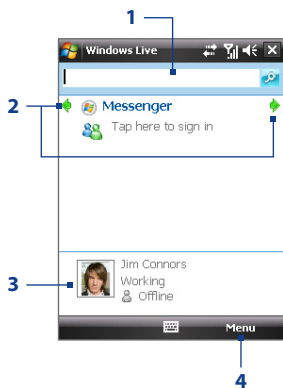 1
Windows Live
2
Messenger
Tap here to sign in
3
Jim Connors
Working
Offline
Menu
4